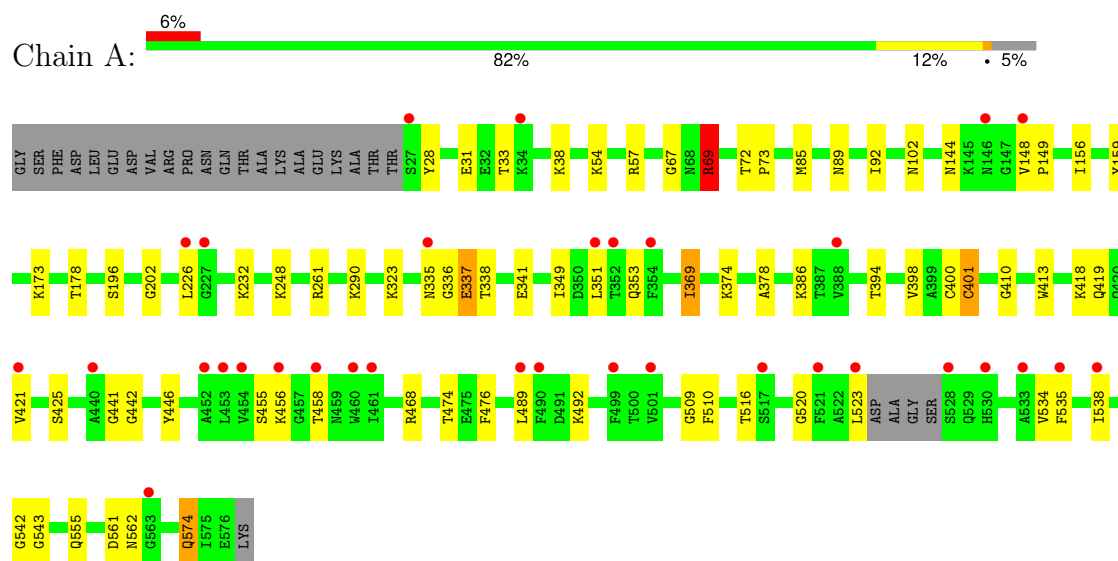 6%
Chain A:
82% 12% • 5%
GLY SER PHE ASP LEU GLU ASP VAL ARG PRO ASN GLN THR ALA LYS ALA GLU LYS ALA THR THR S27 Y28 E31 E32 T33 K34 K38 K54 R57 G67 N68 R69 T72 P73 M85 N89 I92 N102 N144 K145 N146 G147 V148 P149 I156 Y159
K173 T178 S196 G202 L226 G227 K232 K248 R261 K290 K323 N335 G336 E337 T338 E341 I349 D350 L351 T352 Q353 F354 I369 K374 A378 K386 T387 V388 T394 V398 A399 C400 C401 G410 W413 K418 Q419
V421 S425 A440 G441 G442 Y446 A452 L453 V454 S455 K456 G457 T458 N459 W460 I461 R468 T474 E475 F476 L489 F490 D491 K492 F499 T500 V501 G509 F510 T516 S517 G520 F521 A522 L523 ASP ALA GLY SER S528 Q529 H530 A533 V534 F535 I538
G542 G543 Q555 D561 N562 G563 Q574 I575 E576 LYS